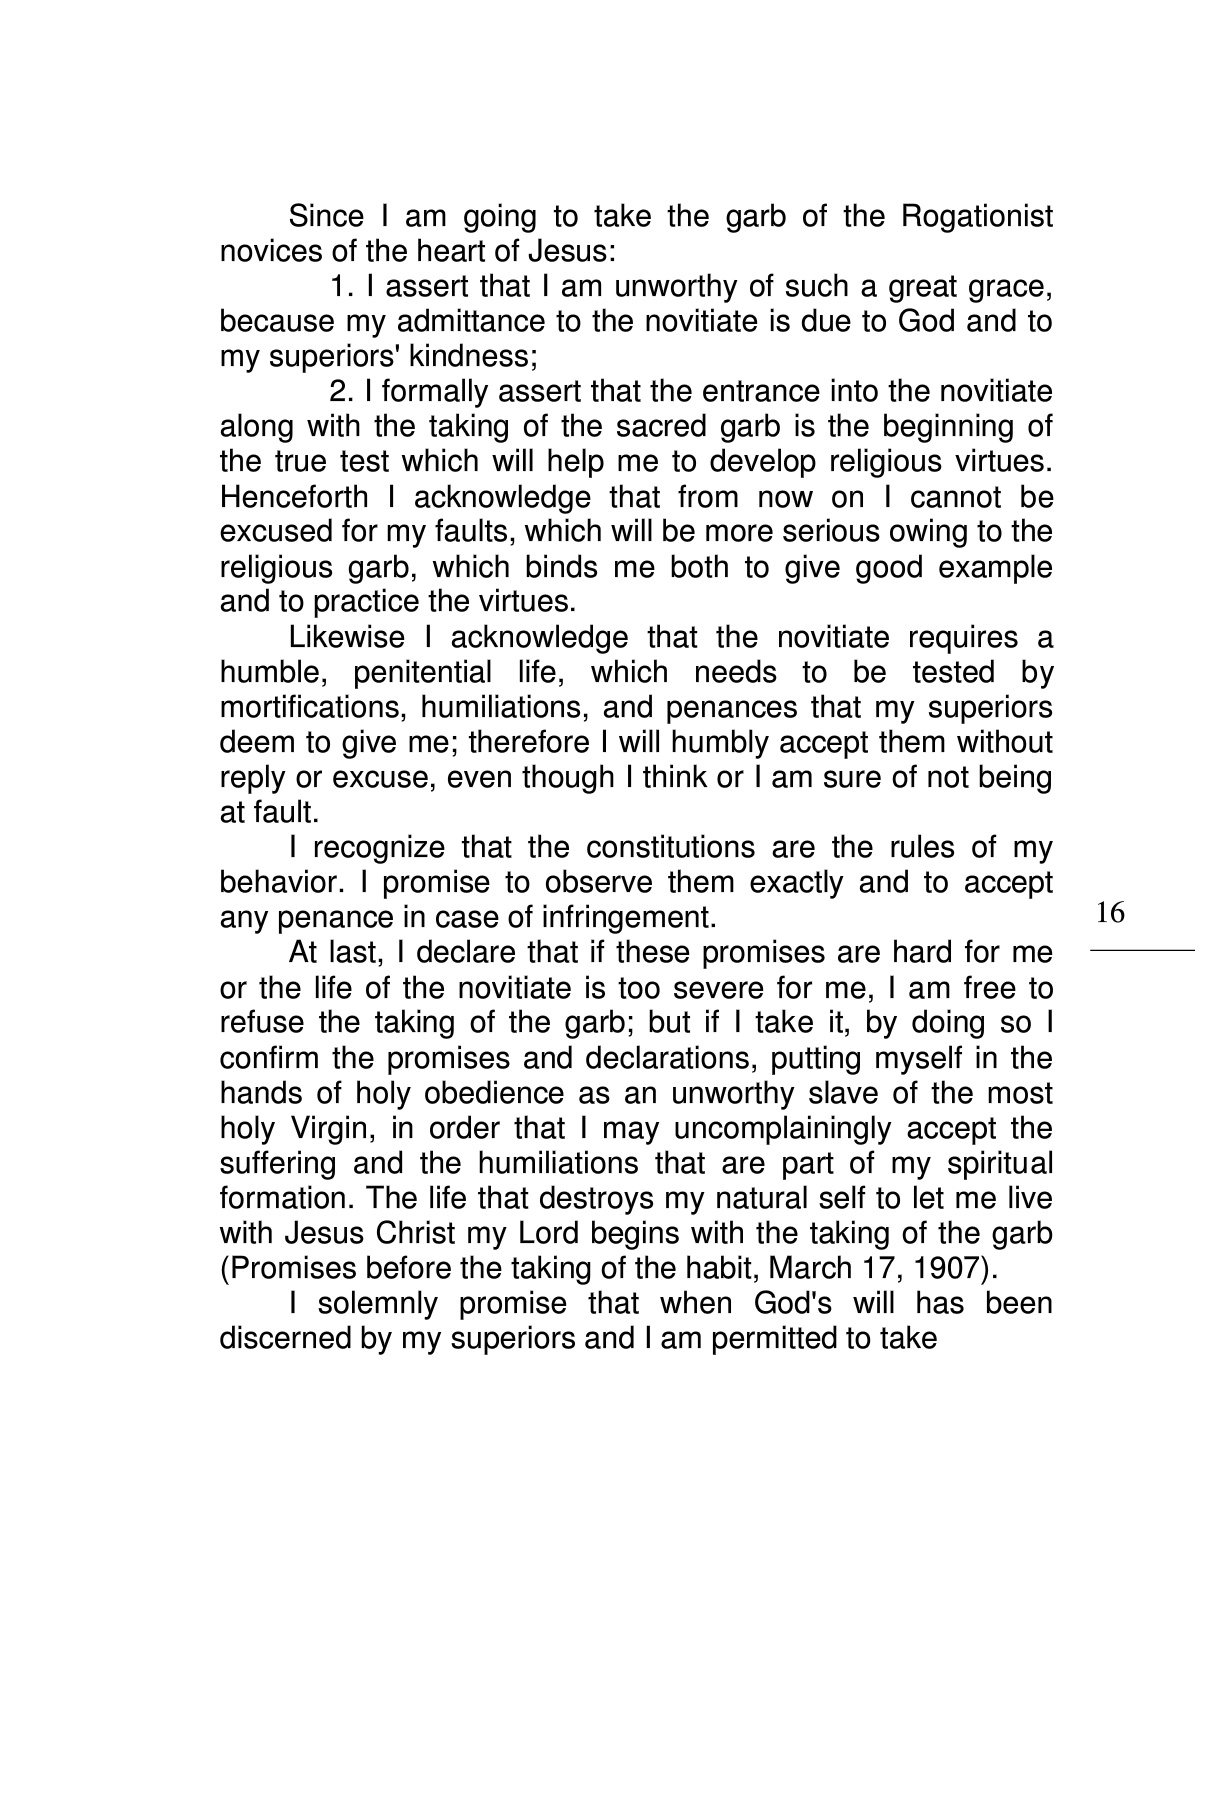 Since I am going to take the garb of the Rogationist
novices of the heart of Jesus:
1. I assert that I am unworthy of such a great grace,
because my admittance to the novitiate is due to God and to
my superiors' kindness;
2. I formally assert that the entrance into the novitiate
along with the taking of the sacred garb is the beginning of
the true test which will help me to develop religious virtues.
Henceforth I acknowledge that from now on I cannot be
excused for my faults, which will be more serious owing to the
religious garb, which binds me both to give good example
and to practice the virtues.
Likewise I acknowledge that the novitiate requires a
humble, penitential life, which needs to be tested by
mortifications, humiliations, and penances that my superiors
deem to give me; therefore I will humbly accept them without
reply or excuse, even though I think or I am sure of not being
at fault.
I recognize that the constitutions are the rules of my
behavior. I promise to observe them exactly and to accept
any penance in case of infringement.
16
At last, I declare that if these promises are hard for me
or the life of the novitiate is too severe for me, I am free to
refuse the taking of the garb; but if I take it, by doing so I
confirm the promises and declarations, putting myself in the
hands of holy obedience as an unworthy slave of the most
holy Virgin, in order that I may uncomplainingly accept the
suffering and the humiliations that are part of my spiritual
formation. The life that destroys my natural self to let me live
with Jesus Christ my Lord begins with the taking of the garb
(Promises before the taking of the habit, March 17, 1907).
I solemnly promise that when God's will has been
discerned by my superiors and I am permitted to take